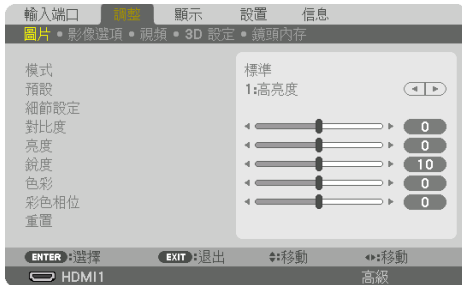 輸入端口 調整 顯示 設置 信息
圖片 • 影像選項 • 視頻 • 3D 設定 • 鏡頭內存
模式 標準
預設 1:高亮度
細節設定
對比度 0
亮度 0
銳度 10
色彩 0
彩色相位 0
重置
ENTER:選擇 EXIT:退出 :移動 :移動
HDMI1 高級